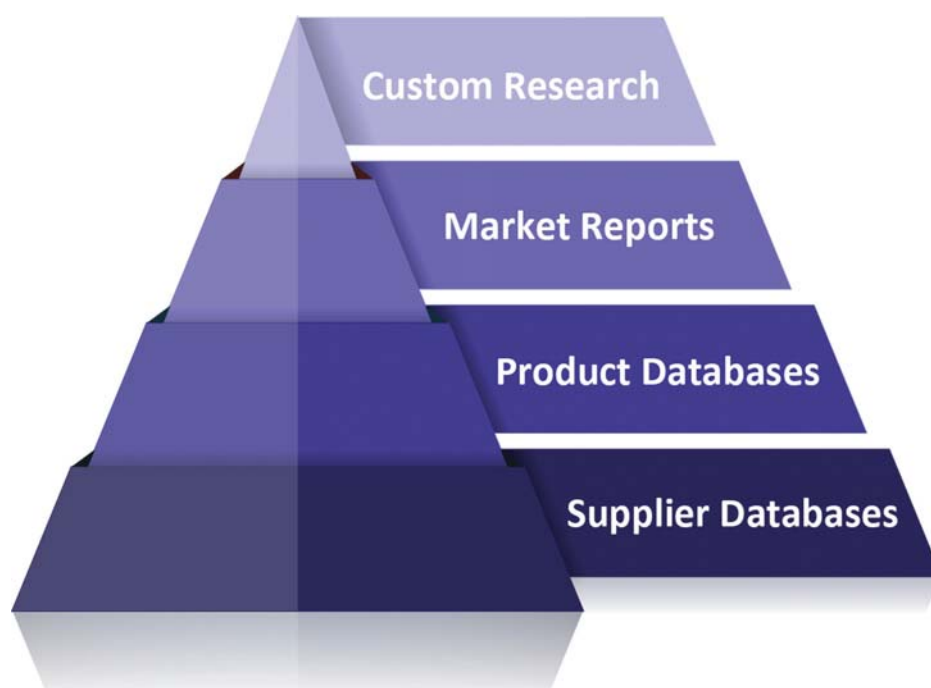 Custom Research
Market Reports
Product Databases
Supplier Databases